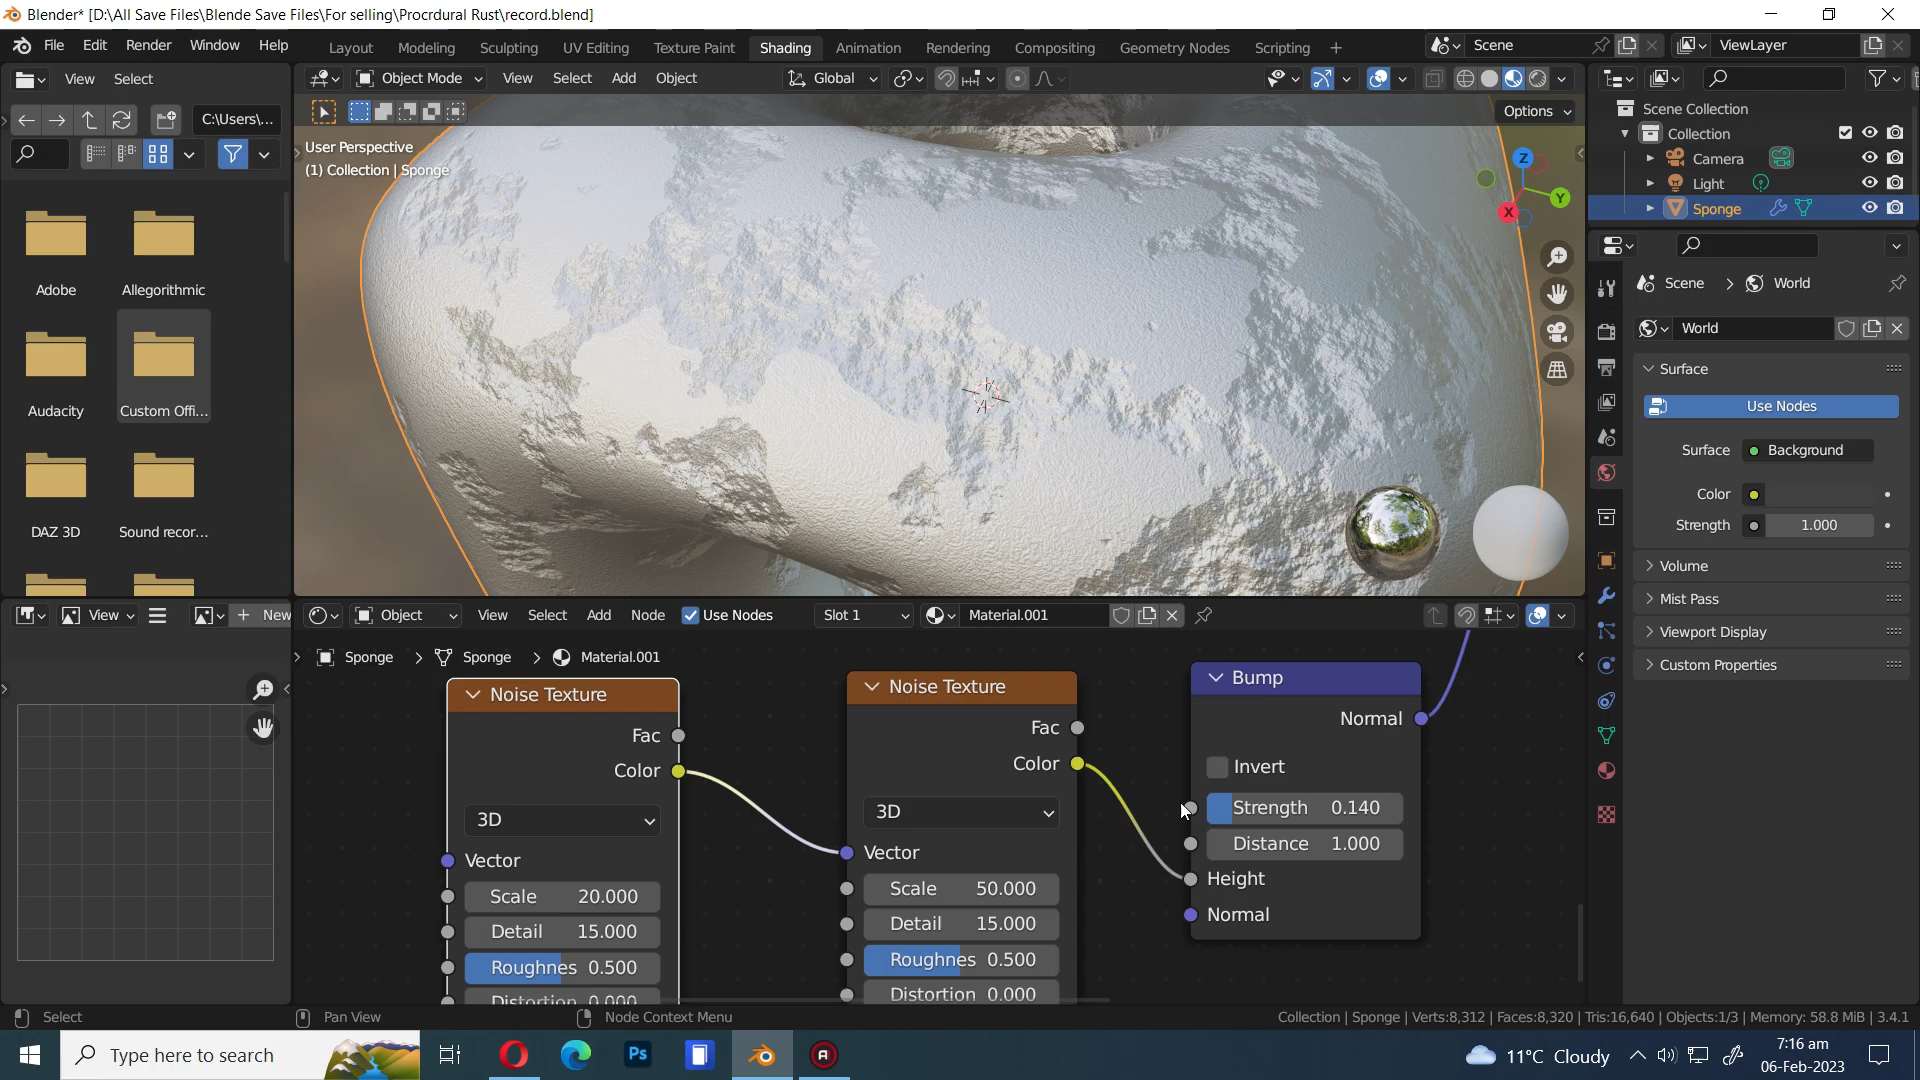 Blender* [D:\All Save Files\Blende Save Files\For selling\Procrdural Rust\record.blend]
File Edit Render Window Help Layout Modeling Sculpting UV Editing Texture Paint Shading Animation Rendering Compositing Geometry Nodes Scripting + Scene ViewLayer
View Select Object Mode View Select Add Object Global
C:\Users\...
Options
User Perspective
(1) Collection | Sponge
Z
Y
X
Adobe
Allegorithmic
Audacity
Custom Offi...
DAZ 3D
Sound recor...
Scene Collection
Collection
Camera
Light
Sponge
Scene > World
World
Surface
Use Nodes
Surface Background
Color
Strength 1.000
Volume
Mist Pass
Viewport Display
Custom Properties
View + New
Object View Select Add Node Use Nodes Slot 1 Material.001
Sponge > Sponge > Material.001
Noise Texture
Fac
Color
3D
Vector
Scale 20.000
Detail 15.000
Roughnes 0.500
Distortion 0.000
Noise Texture
Fac
Color
3D
Vector
Scale 50.000
Detail 15.000
Roughnes 0.500
Distortion 0.000
Bump
Normal
Invert
Strength 0.140
Distance 1.000
Height
Normal
Select Pan View Node Context Menu Collection | Sponge | Verts:8,312 | Faces:8,320 | Tris:16,640 | Objects:1/3 | Memory: 58.8 MiB | 3.4.1
Type here to search
Ps
11°C Cloudy
7:16 am
06-Feb-2023